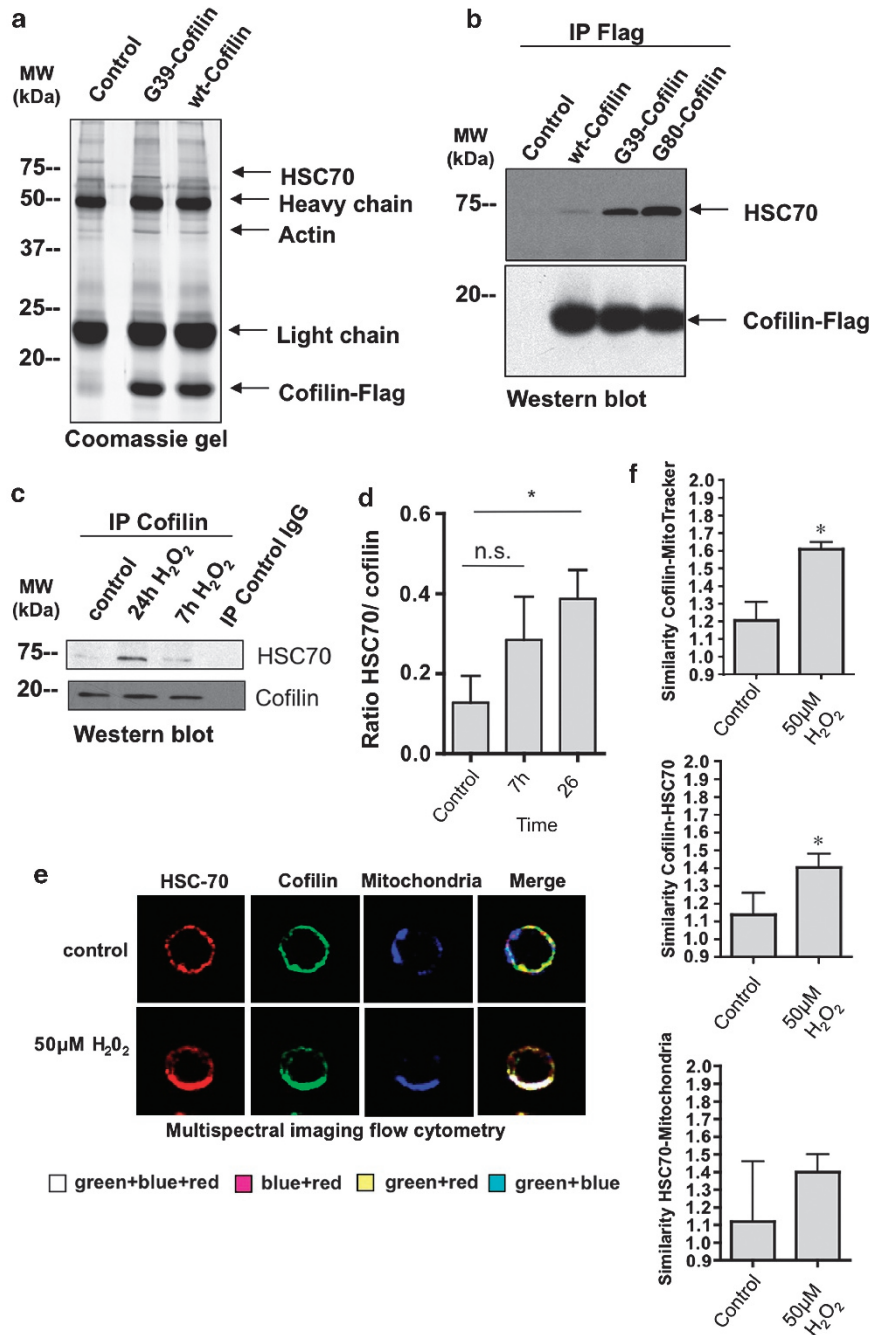 a
MW
(kDa)
Control
G39-Cofilin
wt-Cofilin
75--
50--
37--
25--
20--
HSC70
Heavy chain
Actin
Light chain
Cofilin-Flag
Coomassie gel
b
IP Flag
MW
(kDa)
Control
wt-Cofilin
G39-Cofilin
G80-Cofilin
75--
HSC70
20--
Cofilin-Flag
Western blot
c
IP Cofilin
MW
(kDa)
control
24h H₂O₂
7h H₂O₂
IP Control IgG
75--
HSC70
20--
Cofilin
Western blot
d
Ratio HSC70/ cofilin
0.6
0.4
0.2
0.0
n.s.
*
Control
7h
26
Time
e
HSC-70 Cofilin Mitochondria Merge
control
50µM H₂0₂
Multispectral imaging flow cytometry
green+blue+red blue+red green+red green+blue
f
Similarity Cofilin-MitoTracker
2.0
1.9
1.8
1.7
1.6
1.5
1.4
1.3
1.2
1.1
1.0
0.9
*
Control
50µM
H₂O₂
Similarity Cofilin-HSC70
2.0
1.9
1.8
1.7
1.6
1.5
1.4
1.3
1.2
1.1
1.0
0.9
*
Control
50µM
H₂O₂
Similarity HSC70-Mitochondria
2.0
1.9
1.8
1.7
1.6
1.5
1.4
1.3
1.2
1.1
1.0
0.9
Control
50µM
H₂O₂